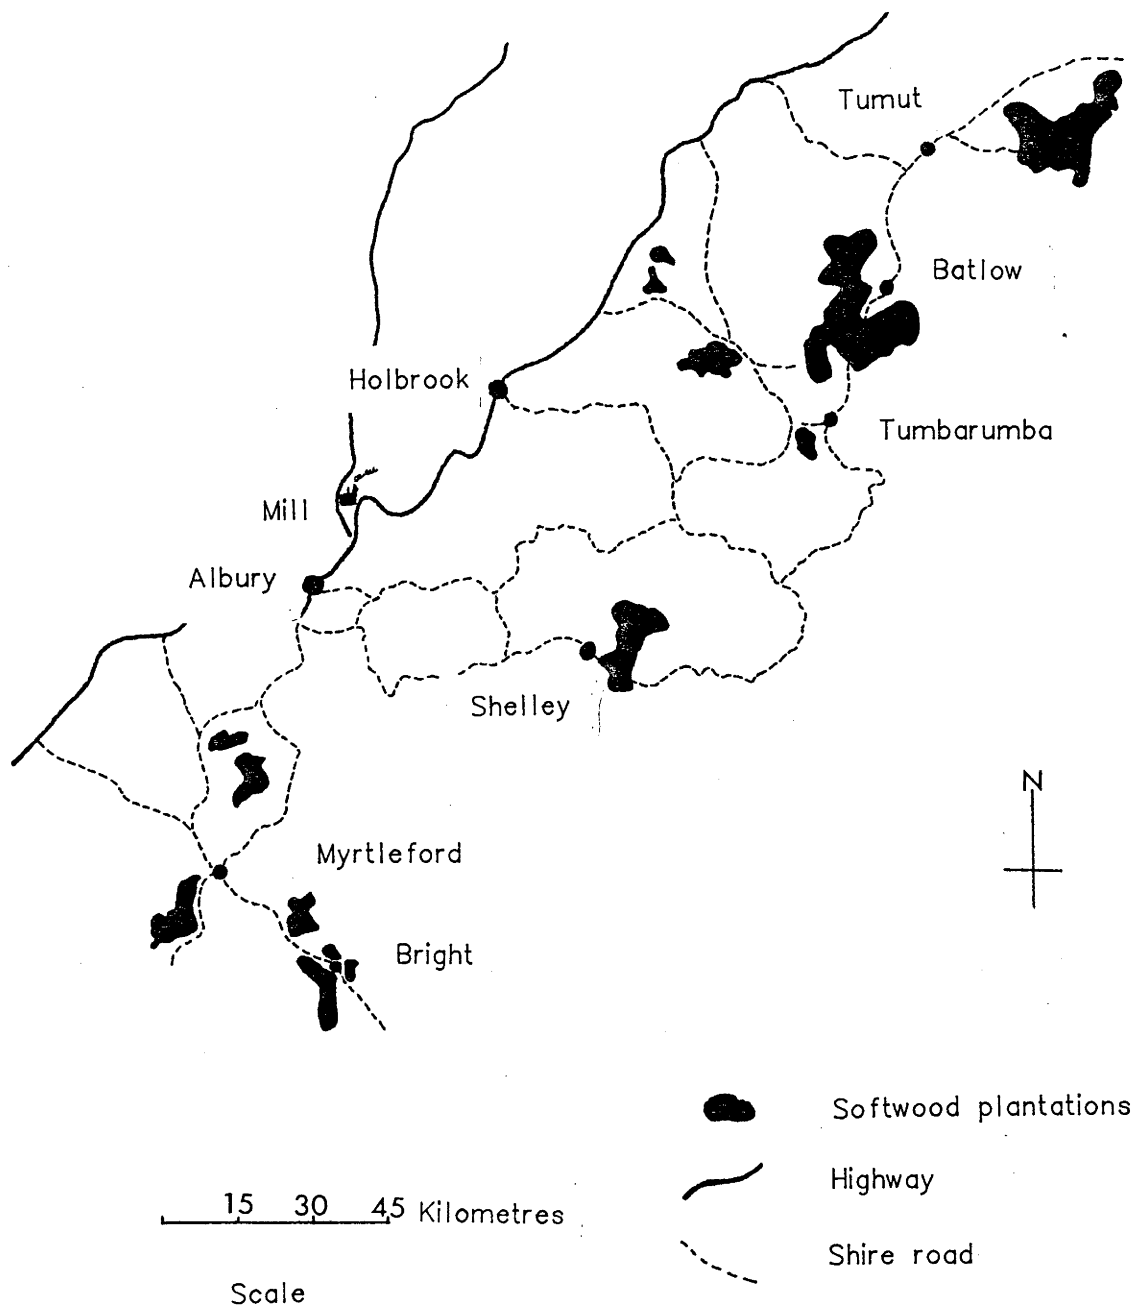 Tumut
Batlow
Holbrook
Tumbarumba
Mill
Albury
Shelley
N
Myrtleford
Bright
Softwood plantations
Highway
15 30 45 Kilometres
Shire road
Scale